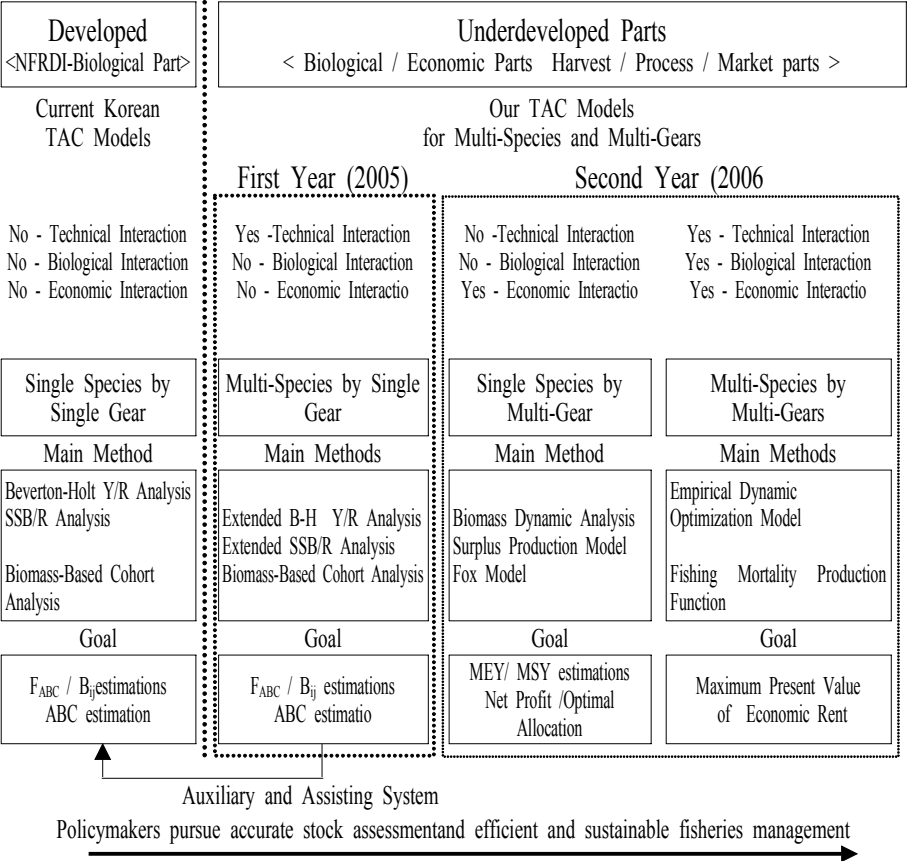 Developed
<NFRDI-Biological Part>
Underdeveloped Parts
< Biological / Economic Parts Harvest / Process / Market parts >
Current Korean
TAC Models
Our TAC Models
for Multi-Species and Multi-Gears
First Year (2005)
Second Year (2006
No - Technical Interaction
No - Biological Interaction
No - Economic Interaction
Yes -Technical Interaction
No - Biological Interaction
No - Economic Interactio
No -Technical Interaction
No - Biological Interaction
Yes - Economic Interactio
Yes - Technical Interaction
Yes - Biological Interaction
Yes - Economic Interactio
Single Species by
Single Gear
Multi-Species by Single
Gear
Single Species by
Multi-Gear
Multi-Species by
Multi-Gears
Main Method
Main Methods
Main Method
Main Methods
Beverton-Holt Y/R Analysis
SSB/R Analysis
Biomass-Based Cohort
Analysis
Extended B-H Y/R Analysis
Extended SSB/R Analysis
Biomass-Based Cohort Analysis
Biomass Dynamic Analysis
Surplus Production Model
Fox Model
Empirical Dynamic
Optimization Model
Fishing Mortality Production
Function
Goal
Goal
Goal
Goal
FABC / Bijestimations
ABC estimation
FABC / Bij estimations
ABC estimatio
MEY/ MSY estimations
Net Profit /Optimal
Allocation
Maximum Present Value
of Economic Rent
Auxiliary and Assisting System
Policymakers pursue accurate stock assessmentand efficient and sustainable fisheries management